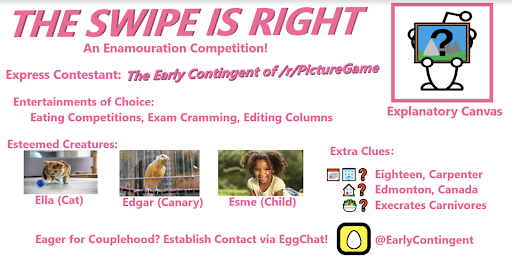 THE SWIPE IS RIGHT
An Enamouration Competition!
Express Contestant: The Early Contingent of /r/PictureGame
?
Explanatory Canvas
Entertainments of Choice:
Eating Competitions, Exam Cramming, Editing Columns
Esteemed Creatures:
Ella (Cat)
Edgar (Canary)
Esme (Child)
Extra Clues:
? Eighteen, Carpenter
? Edmonton, Canada
? Execrates Carnivores
Eager for Couplehood? Establish Contact via EggChat!
@EarlyContingent